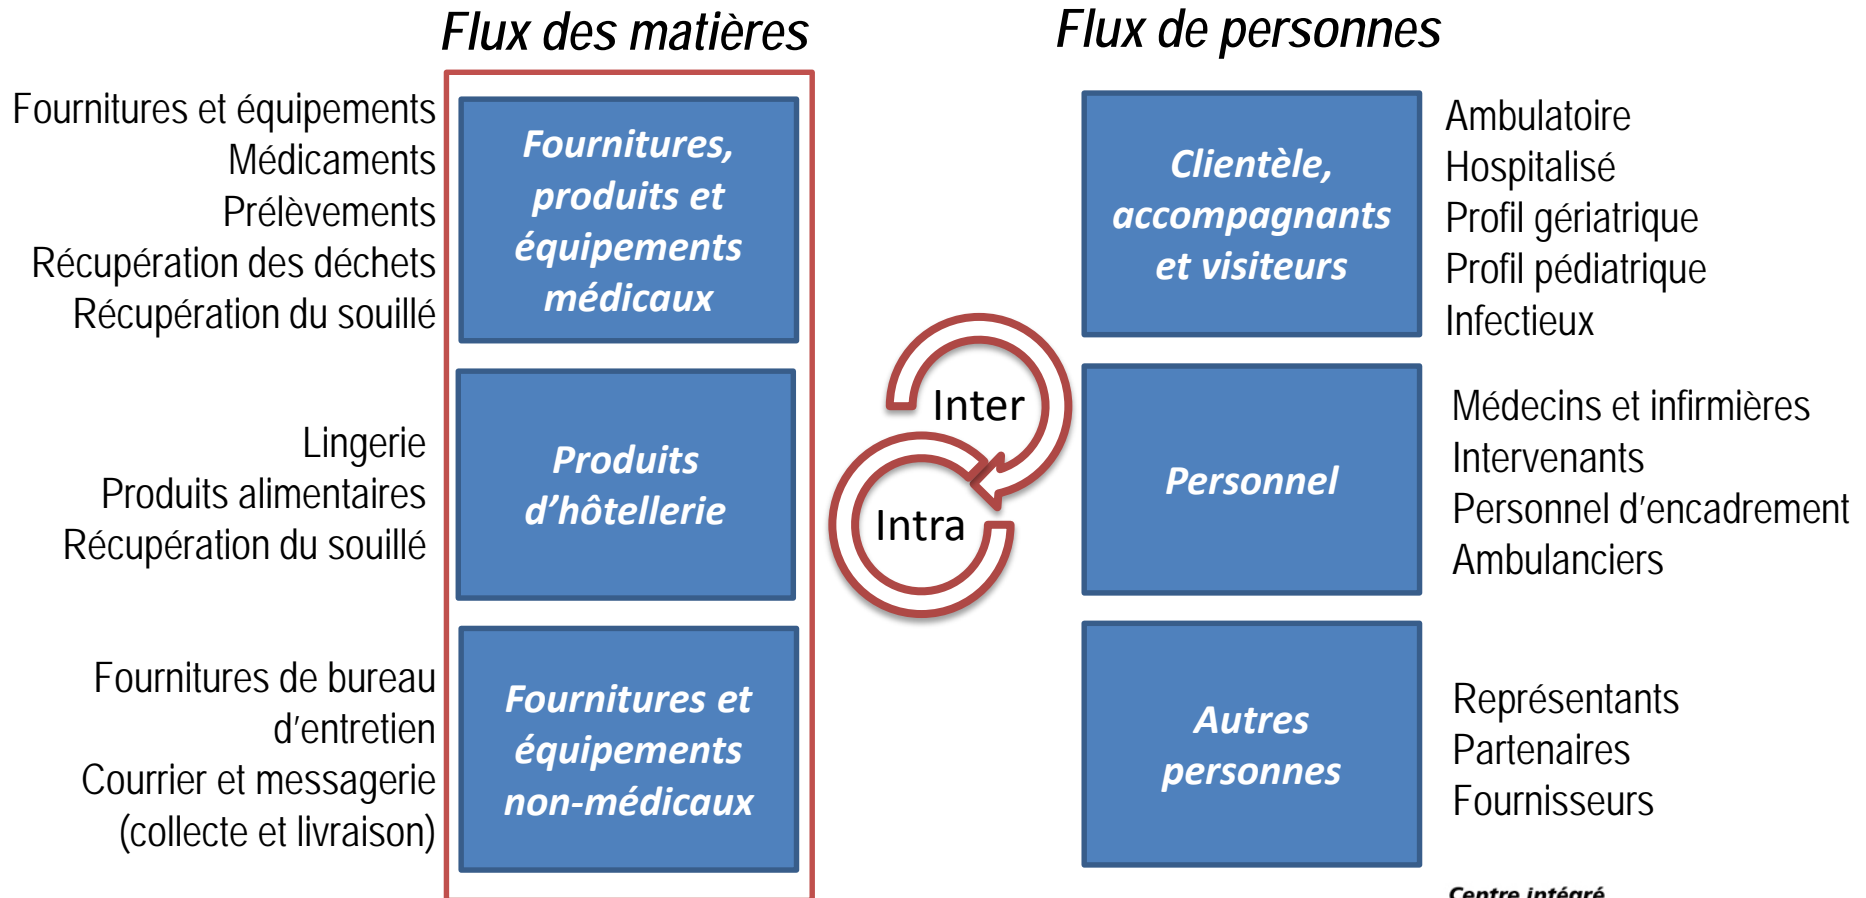 Flux des matières
Flux de personnes
Fournitures et équipements
Médicaments
Prélèvements
Récupération des déchets
Récupération du souillé
Fournitures,
produits et
équipements
médicaux
Lingerie
Produits alimentaires
Récupération du souillé
Produits
d'hôtellerie
Fournitures de bureau
d'entretien
Courrier et messagerie
(collecte et livraison)
Fournitures et
équipements
non-médicaux
Inter
Intra
Clientèle,
accompagnants
et visiteurs
Ambulatoire
Hospitalisé
Profil gériatrique
Profil pédiatrique
Infectieux
Personnel
Médecins et infirmières
Intervenants
Personnel d'encadrement
Ambulanciers
Autres
personnes
Représentants
Partenaires
Fournisseurs
Centre intégré